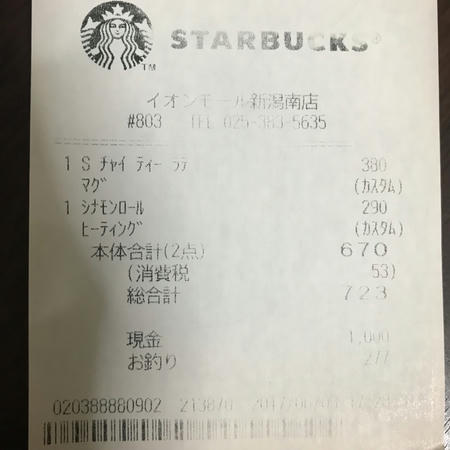 STARBUCKS®
TM
イオンモール新潟南店
#803 TEL 025-383-5635
1 S ﾁｬｲ ﾃｨｰ ﾗﾃ 380
ﾏｸﾞ (ｶｽﾀﾑ)
1 ｼﾅﾓﾝﾛｰﾙ 290
ﾋｰﾃｨﾝｸﾞ (ｶｽﾀﾑ)
本体合計(2点) 670
(消費税 53)
総合計 723
現金 1,000
お釣り 277
020388880902 213870